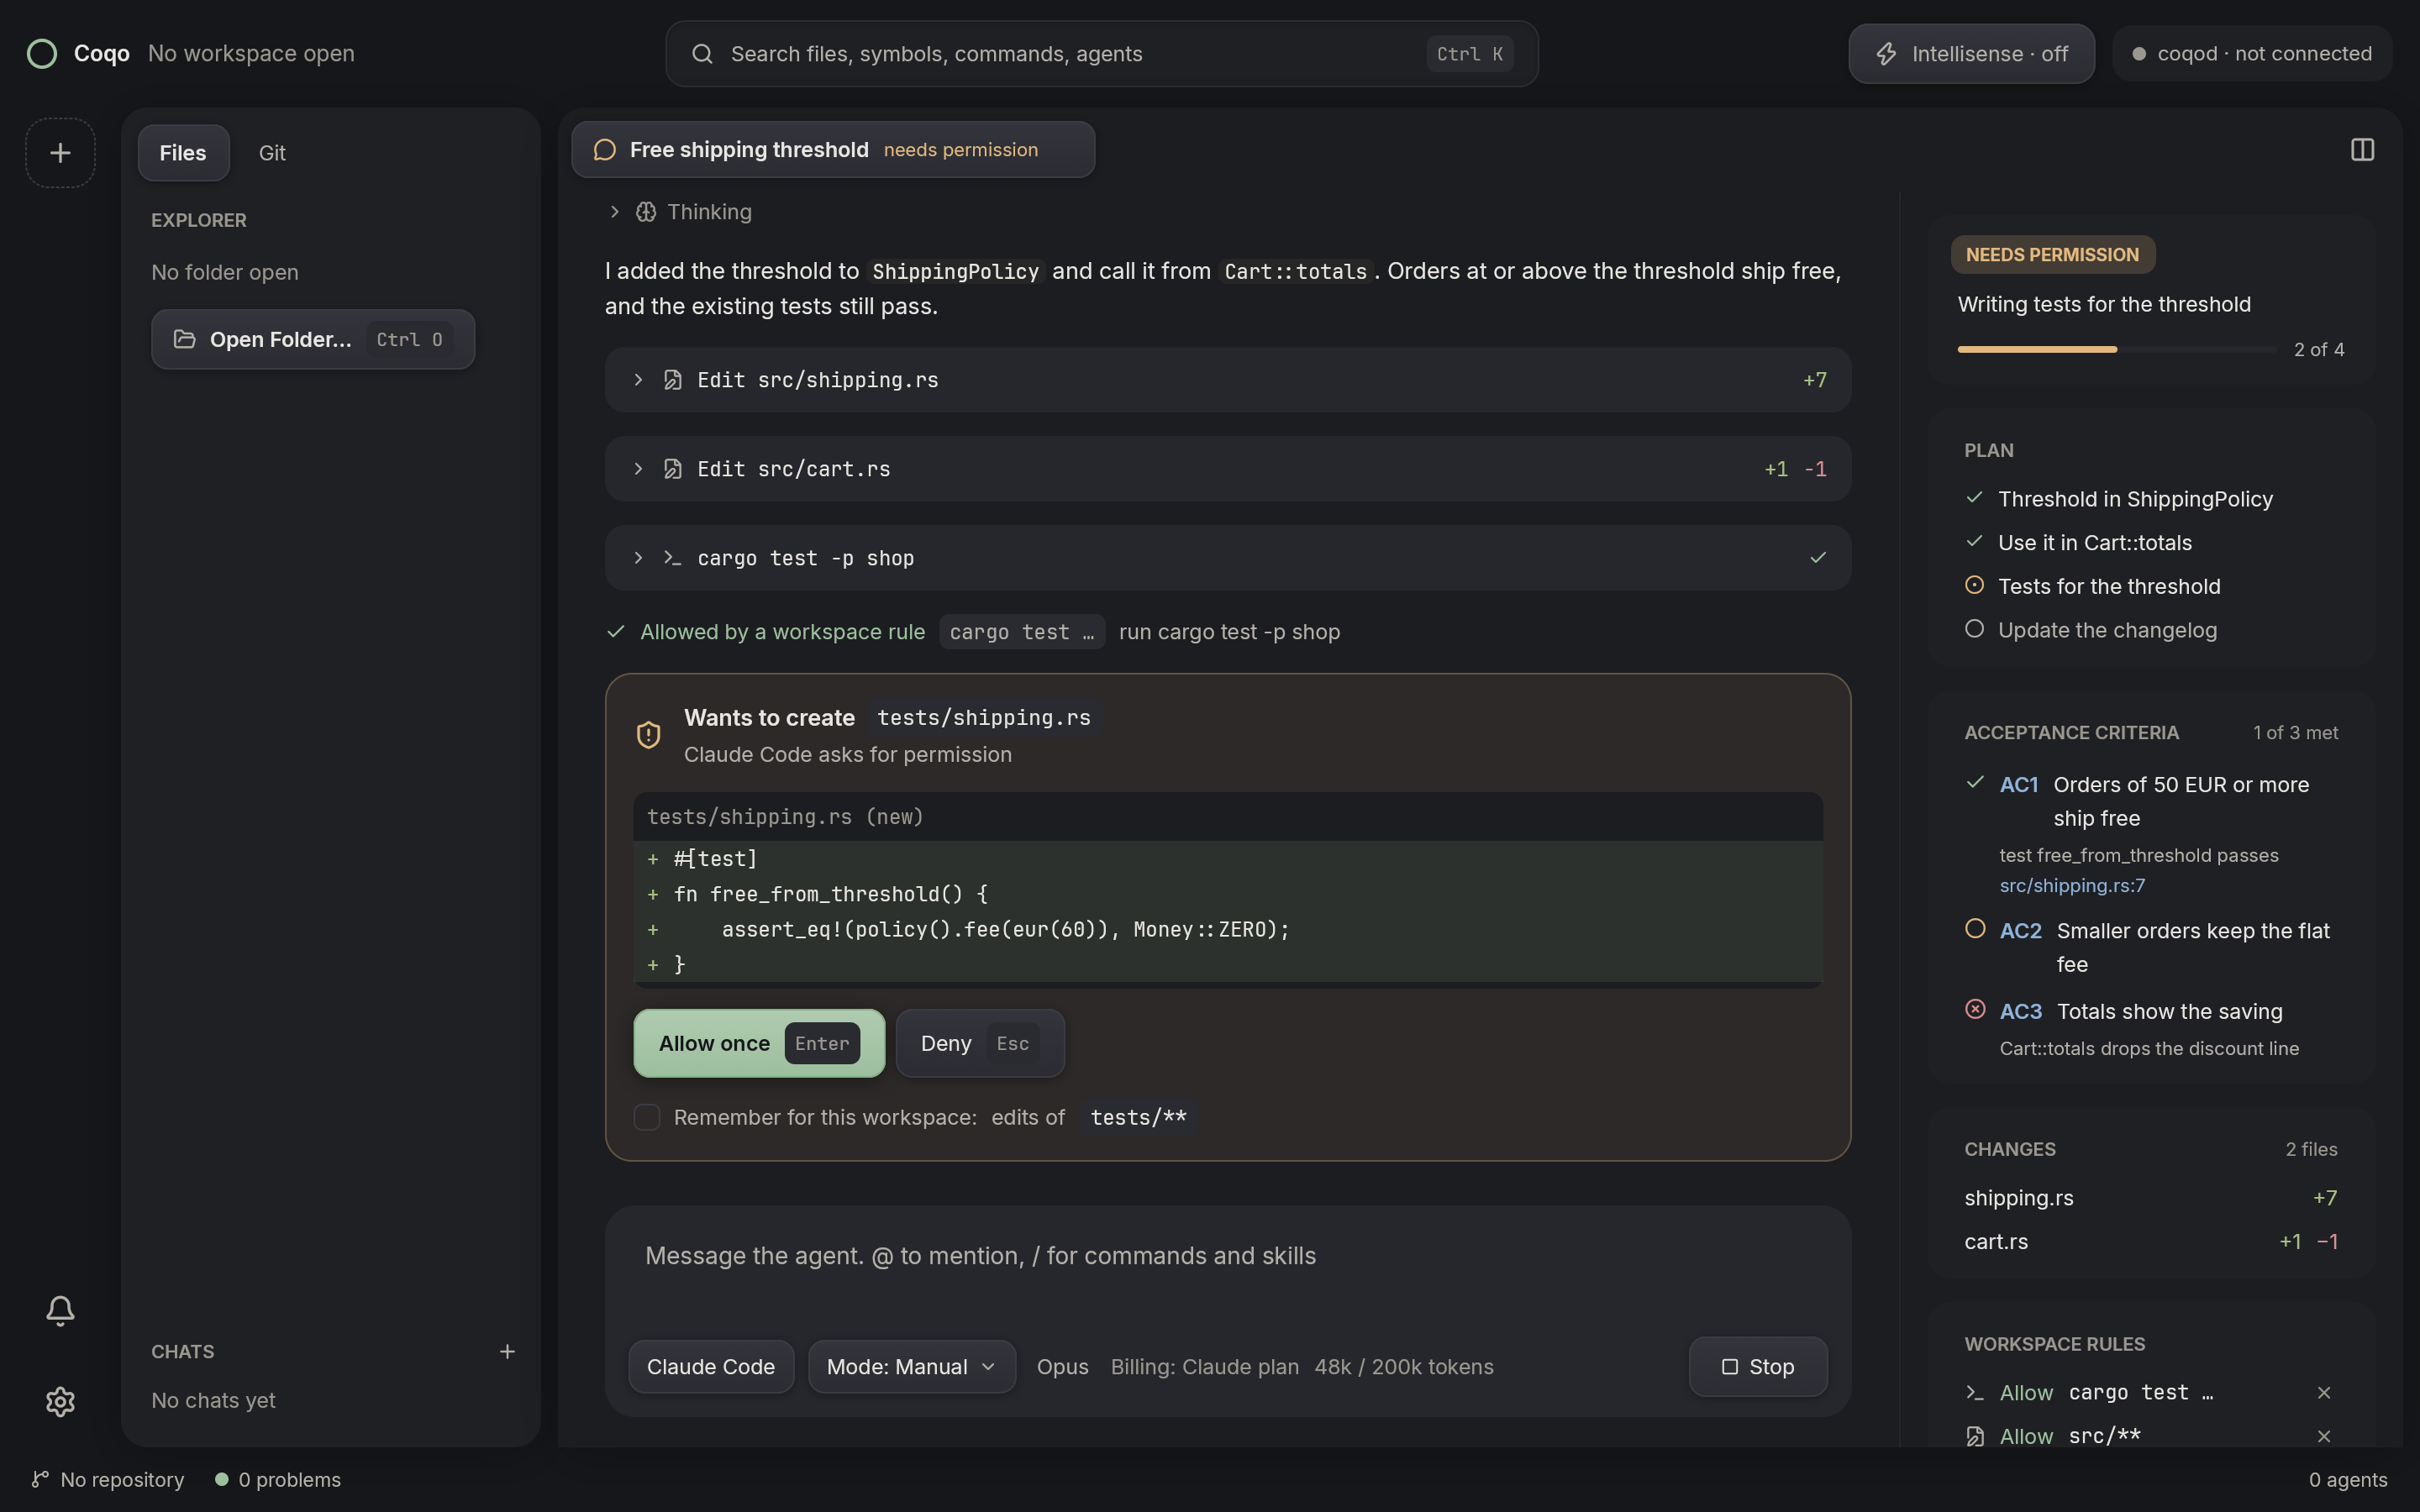 Coqo No workspace open
Search files, symbols, commands, agents Ctrl K
Intellisense · off
coqod · not connected
Files Git
EXPLORER
No folder open
Open Folder... Ctrl O
CHATS
No chats yet
Free shipping threshold needs permission
Thinking
I added the threshold to ShippingPolicy and call it from Cart::totals. Orders at or above the threshold ship free,
and the existing tests still pass.
Edit src/shipping.rs +7
Edit src/cart.rs +1 -1
cargo test -p shop
Allowed by a workspace rule cargo test … run cargo test -p shop
Wants to create tests/shipping.rs
Claude Code asks for permission
tests/shipping.rs (new)
+ #[test]
+ fn free_from_threshold() {
+     assert_eq!(policy().fee(eur(60)), Money::ZERO);
+ }
Allow once Enter Deny Esc
Remember for this workspace: edits of tests/**
Message the agent. @ to mention, / for commands and skills
Claude Code Mode: Manual Opus Billing: Claude plan 48k / 200k tokens Stop
NEEDS PERMISSION
Writing tests for the threshold
2 of 4
PLAN
Threshold in ShippingPolicy
Use it in Cart::totals
Tests for the threshold
Update the changelog
ACCEPTANCE CRITERIA 1 of 3 met
AC1 Orders of 50 EUR or more
ship free
test free_from_threshold passes
src/shipping.rs:7
AC2 Smaller orders keep the flat
fee
AC3 Totals show the saving
Cart::totals drops the discount line
CHANGES 2 files
shipping.rs +7
cart.rs +1 −1
WORKSPACE RULES
Allow cargo test …
Allow src/**
No repository 0 problems
0 agents